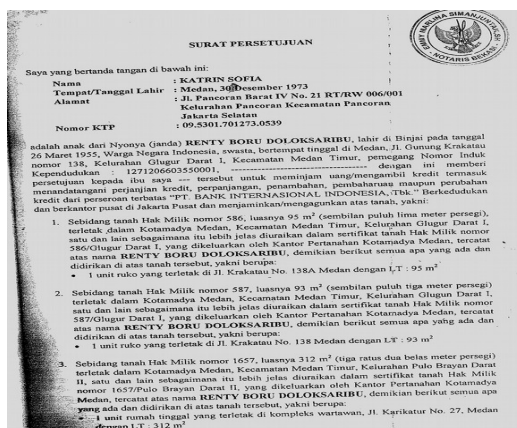 SURAT PERSETUJUAN
Saya yang bertanda tangan di bawah ini:
Nama : KATRIN SOFIA
Tempat/Tanggal Lahir : Medan, 30 Desember 1973
Alamat : Jl. Pancoran Barat IV No. 21 RT/RW 006/001
Kelurahan Pancoran Kecamatan Pancoran
Jakarta Selatan
Nomor KTP : 09.5301.701273.0539
adalah anak dari Nyonya (janda) RENTY BORU DOLOKSARIBU, lahir di Binjai pada tanggal
26 Maret 1955, Warga Negara Indonesia, swasta, bertempat tinggal di Medan, Jl. Gunung Krakatau
nomor 138, Kelurahan Glugur Darat I, Kecamatan Medan Timur, pemegang Nomor Induk
Kependudukan : 1271206603550001, dengan ini memberi
persetujuan kepada ibu saya --- tersebut untuk meminjam uang/mengambil kredit termasuk
menandatangani perjanjian kredit, perpanjangan, penambahan, pembaharuan maupun perubahan
kredit dari perseroan terbatas "PT. BANK INTERNASIONAL INDONESIA,Tbk." Berkedudukan
dan berkantor pusat di Jakarta Pusat dan menjaminkan/mengagunkan atas tanah, yakni:
1. Sebidang tanah Hak Milik nomor 586, luasnya 95 m² (sembilan puluh lima meter persegi),
terletak dalam Kotamadya Medan, Kecamatan Medan Timur, Kelurahan Glugur Darat I,
satu dan lain sebagaimana itu lebih jelas diuraikan dalam sertifikat tanah Hak Milik nomor
586/Glugur Darat I, yang dikeluarkan oleh Kantor Pertanahan Kotamadya Medan, tercatat
atas nama RENTY BORU DOLOKSARIBU, demikian berikut semua apa yang ada dan
didirikan di atas tanah tersebut, yakni berupa:
• 1 unit ruko yang terletak di Jl. Krakatau No. 138A Medan dengan LT : 95 m²
2. Sebidang tanah Hak Milik nomor 587, luasnya 93 m² (sembilan puluh tiga meter persegi)
terletak dalam Kotamadya Medan, Kecamatan Medan Timur, Kelurahan Glugun Darat I,
satu dan lain sebagaimana itu lebih jelas diuraikan dalam sertifikat tanah Hak Milik nomor
587/Glugur Darat I, yang dikeluarkan oleh Kantor Pertanahan Kotamadya Medan, tercatat
atas nama RENTY BORU DOLOKSARIBU, demikian berikut semua apa yang ada dan
didirikan di atas tanah tersebut, yakni berupa:
• 1 unit ruko yang terletak di Jl. Krakatau No. 138 Medan dengan LT : 93 m²
3. Sebidang tanah Hak Milik nomor 1657, luasnya 312 m² (tiga ratus dua belas meter persegi)
terletak dalam Kotamadya Medan, Kecamatan Medan Timur, Kelurahan Pulo Brayan Darat
II, satu dan lain sebagaimana itu lebih jelas diuraikan dalam sertifikat tanah Hak Milik
nomor 1657/Pulo Brayan Darat II, yang dikeluarkan oleh Kantor Pertanahan Kotamadya
Medan, tercatat atas nama RENTY BORU DOLOKSARIBU, demikian berikut semua apa
yang ada dan didirikan di atas tanah tersebut, yakni berupa:
• 1 unit rumah tinggal yang terletak di kompleks wartawan, Jl. Karikatur No. 27, Medan
dengan LT : 312 m²
MARLINA SIMANJUNTAK, SH
NOTARIS BEKASI